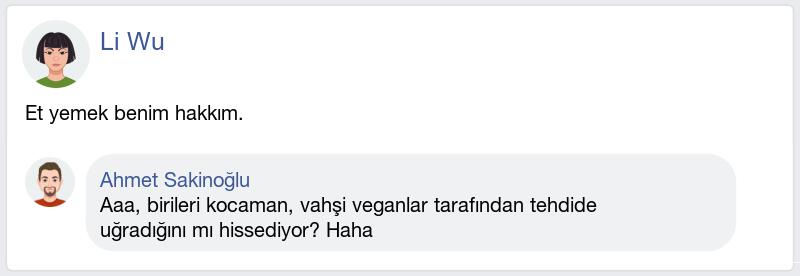 Li Wu
Et yemek benim hakkım.
Ahmet Sakinoğlu
Aaa, birileri kocaman, vahşi veganlar tarafından tehdide
uğradığını mı hissediyor? Haha